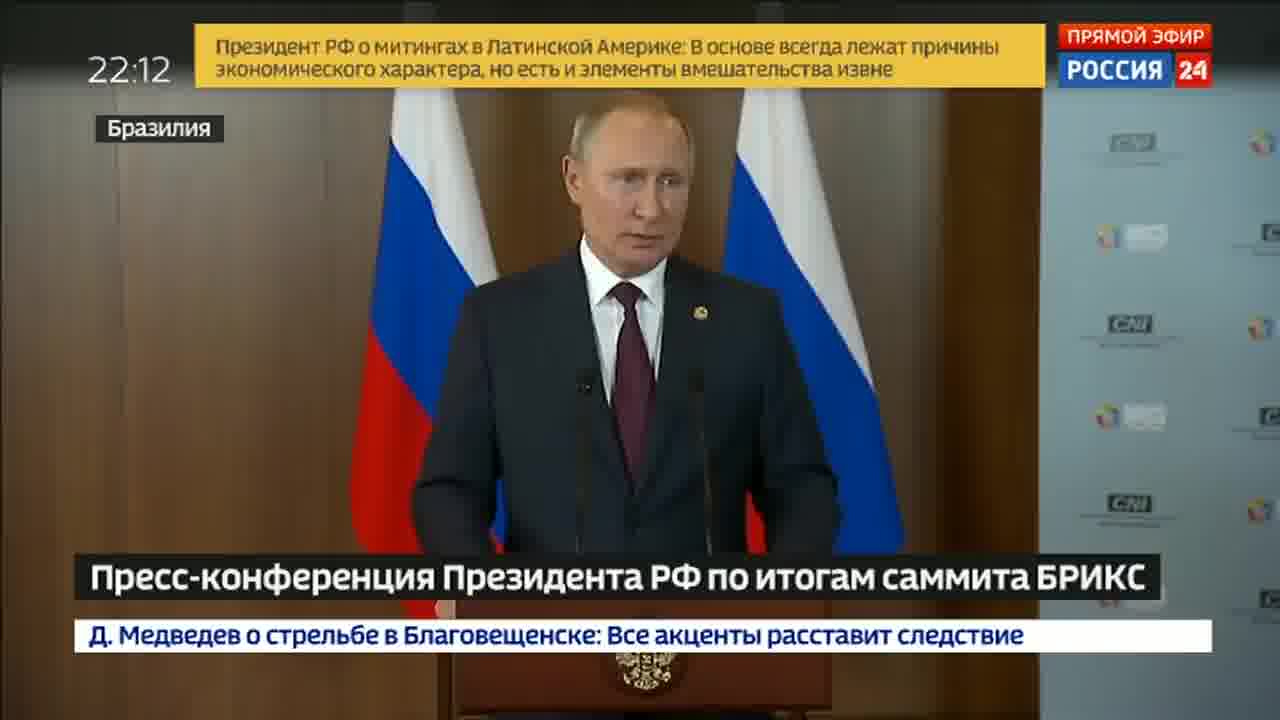 22:12
Президент РФ о митингах в Латинской Америке: В основе всегда лежат причины
экономического характера, но есть и элементы вмешательства извне
ПРЯМОЙ ЭФИР
РОССИЯ 24
Бразилия
CNI
CNI
CNI
Пресс-конференция Президента РФ по итогам саммита БРИКС
Д. Медведев о стрельбе в Благовещенске: Все акценты расставит следствие